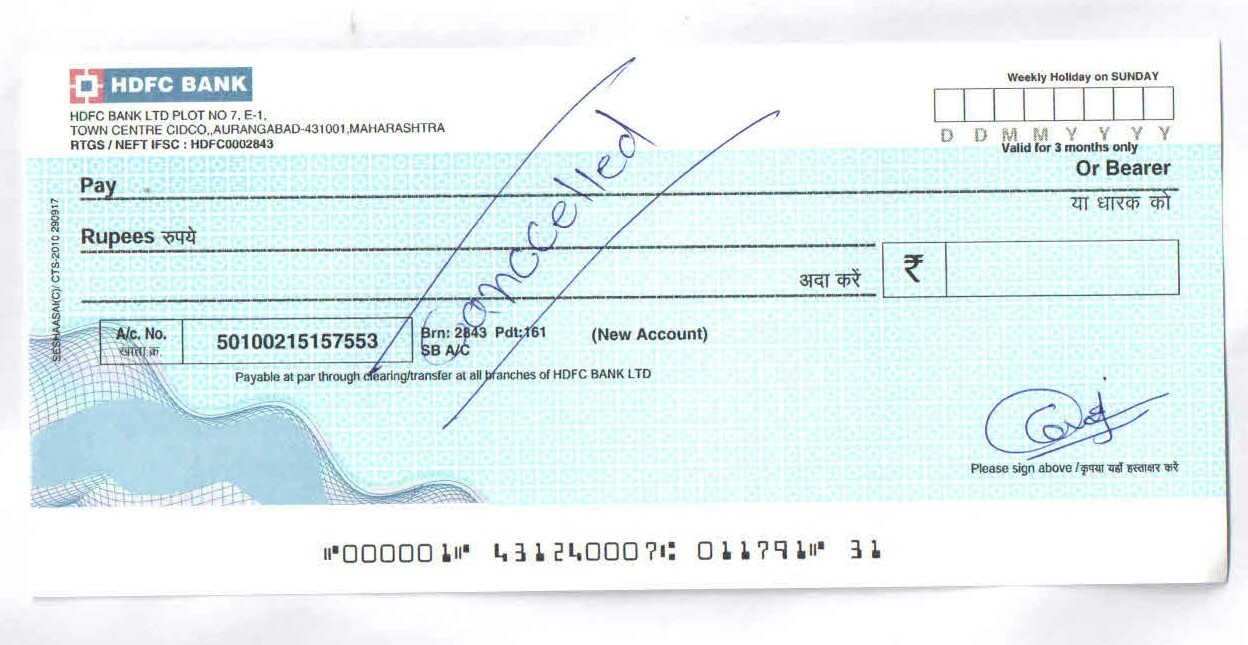 HDFC BANK
HDFC BANK LTD PLOT NO 7, E-1,
TOWN CENTRE CIDCO,,AURANGABAD-431001,MAHARASHTRA
RTGS / NEFT IFSC : HDFC0002843
Weekly Holiday on SUNDAY
D D M M Y Y Y Y
Valid for 3 months only
Pay
Or Bearer
या धारक को
Rupees रुपये
अदा करें
₹
Canccelled
SESHAASAI(C)/ CTS-2010 290917
A/c. No.
खाता क्र.
50100215157553
Brn: 2843 Pdt:161
SB A/C
(New Account)
Payable at par through clearing/transfer at all branches of HDFC BANK LTD
Please sign above /कृपया यहाँ हस्ताक्षर करें
⑈000001⑈ 431240007⑆ 011791⑈ 31